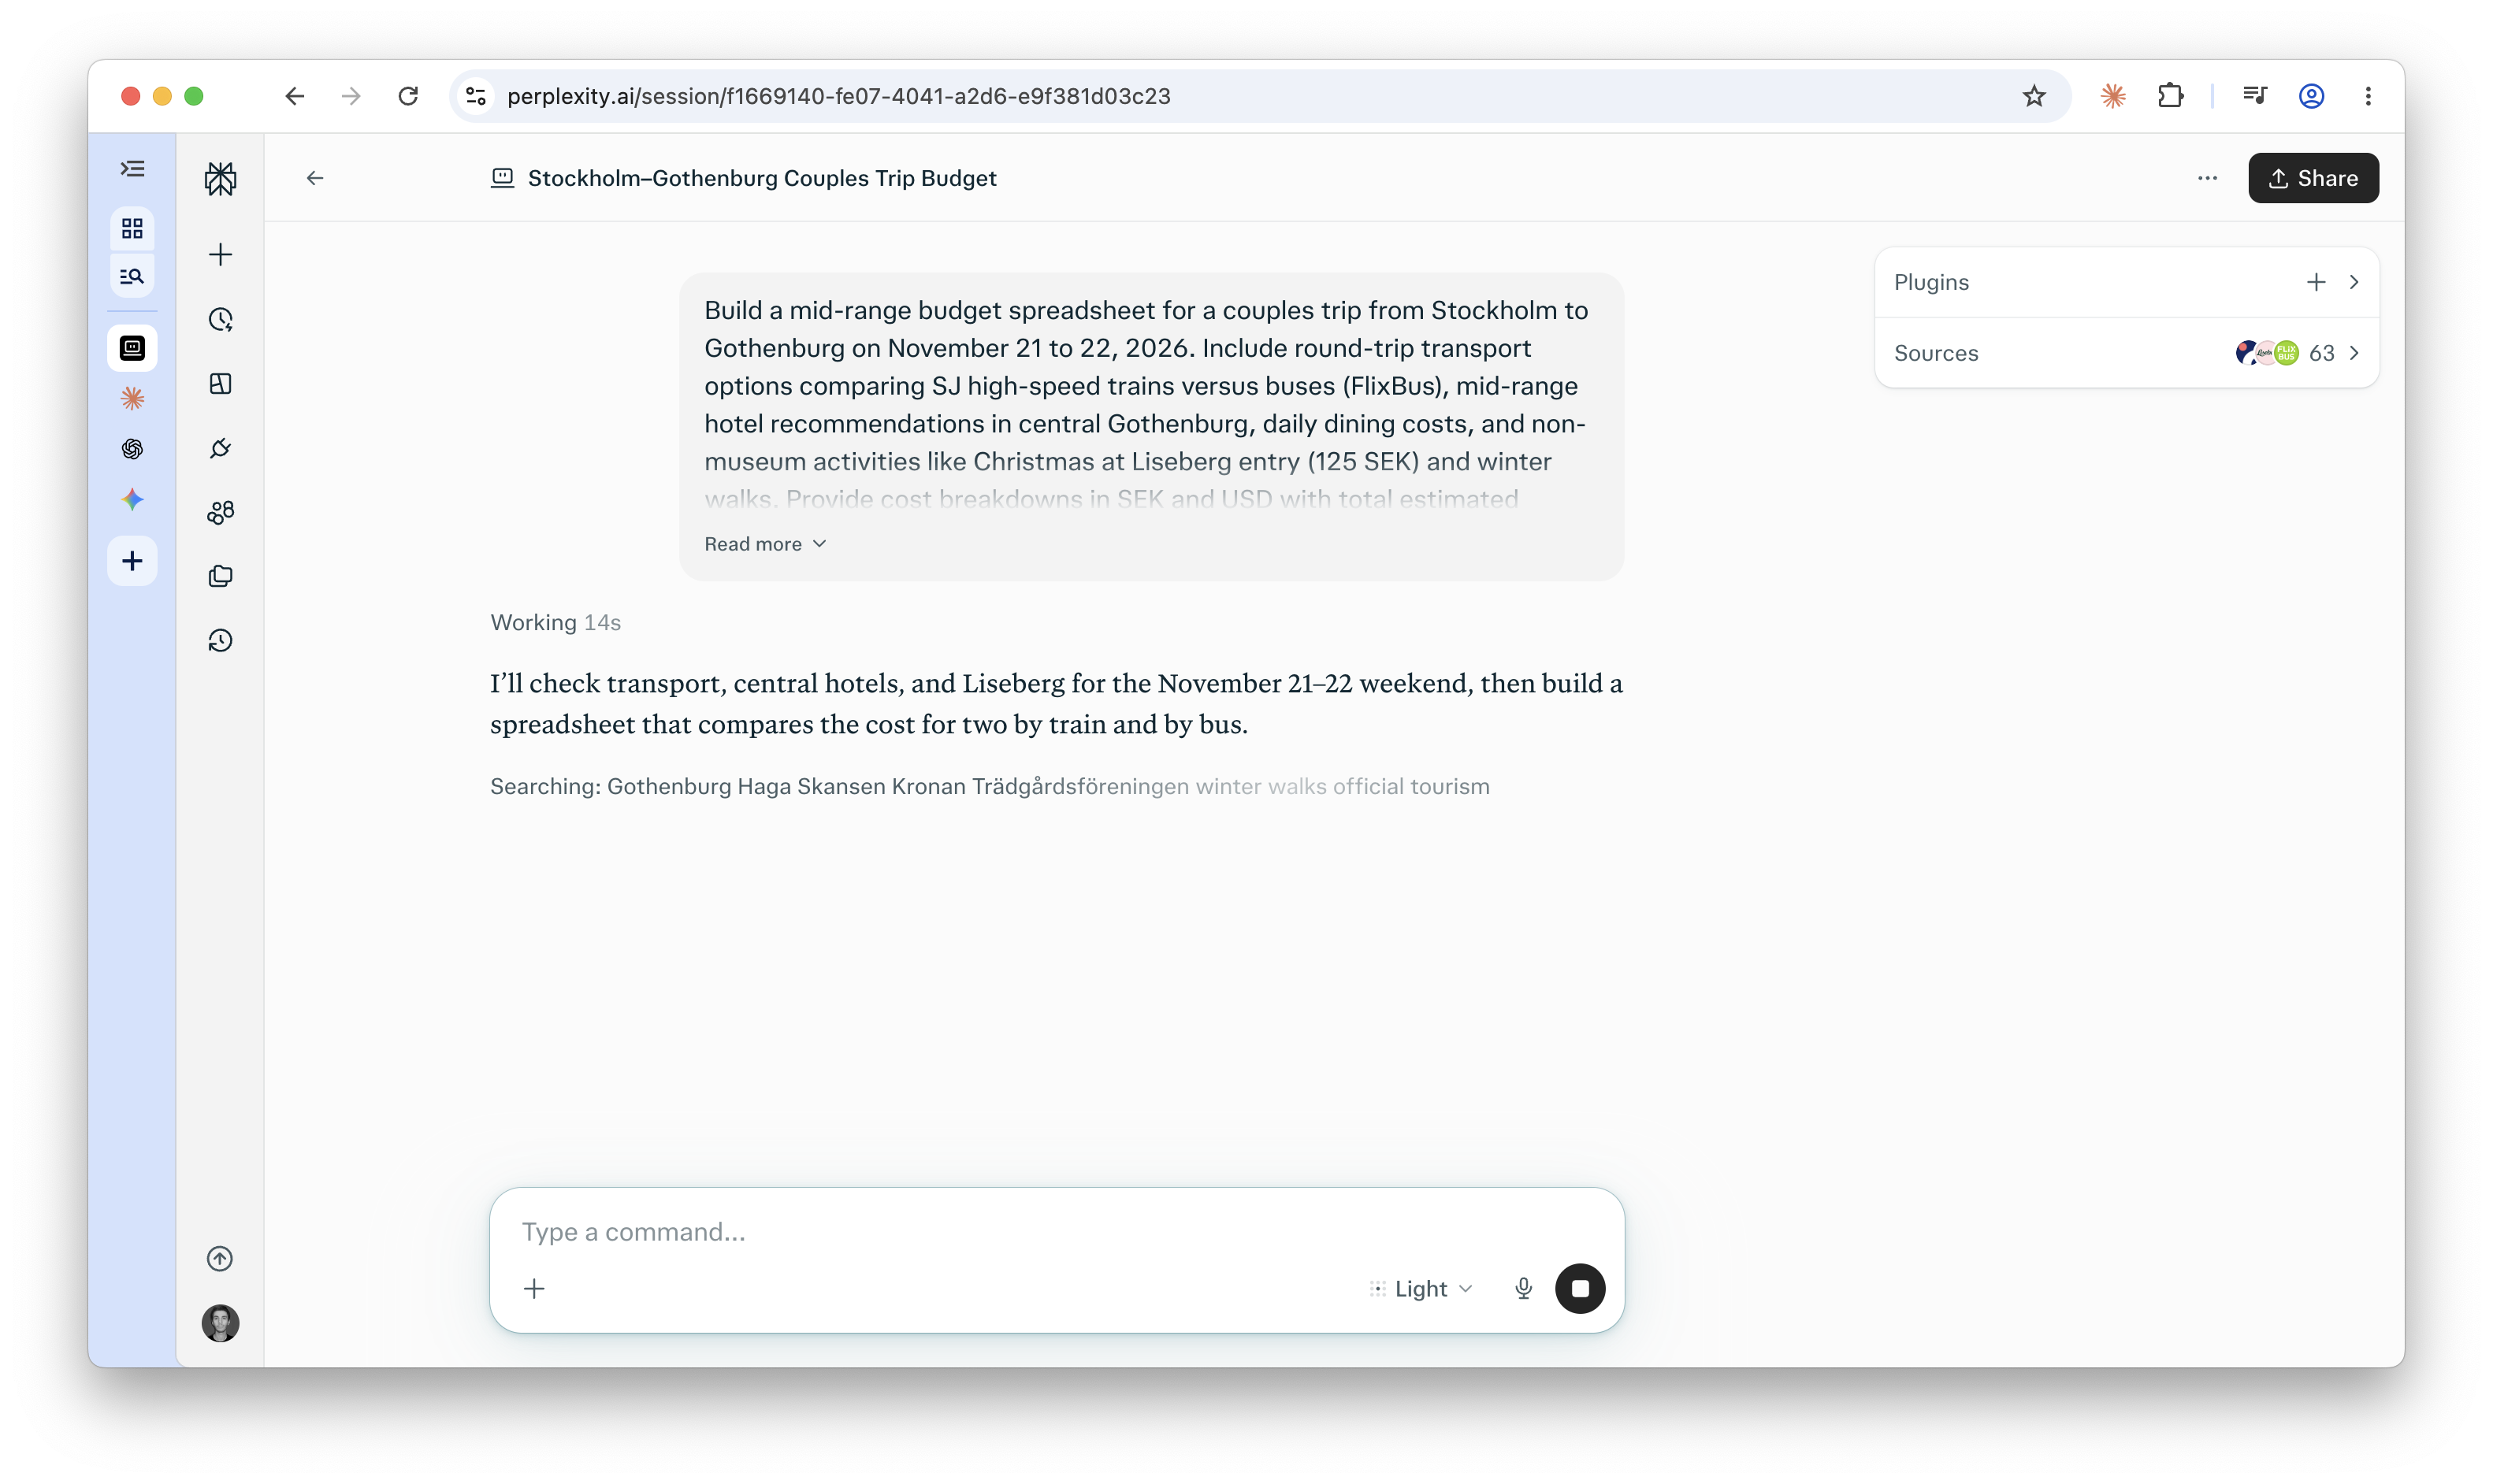 perplexity.ai/session/f1669140-fe07-4041-a2d6-e9f381d03c23
Stockholm–Gothenburg Couples Trip Budget
Share
Build a mid-range budget spreadsheet for a couples trip from Stockholm to
Gothenburg on November 21 to 22, 2026. Include round-trip transport
options comparing SJ high-speed trains versus buses (FlixBus), mid-range
hotel recommendations in central Gothenburg, daily dining costs, and non-
museum activities like Christmas at Liseberg entry (125 SEK) and winter
walks. Provide cost breakdowns in SEK and USD with total estimated
Read more
Plugins
Sources
FLiX
BUS
63
Working 14s
I’ll check transport, central hotels, and Liseberg for the November 21–22 weekend, then build a
spreadsheet that compares the cost for two by train and by bus.
Searching: Gothenburg Haga Skansen Kronan Trädgårdsföreningen winter walks official tourism
Type a command...
Light